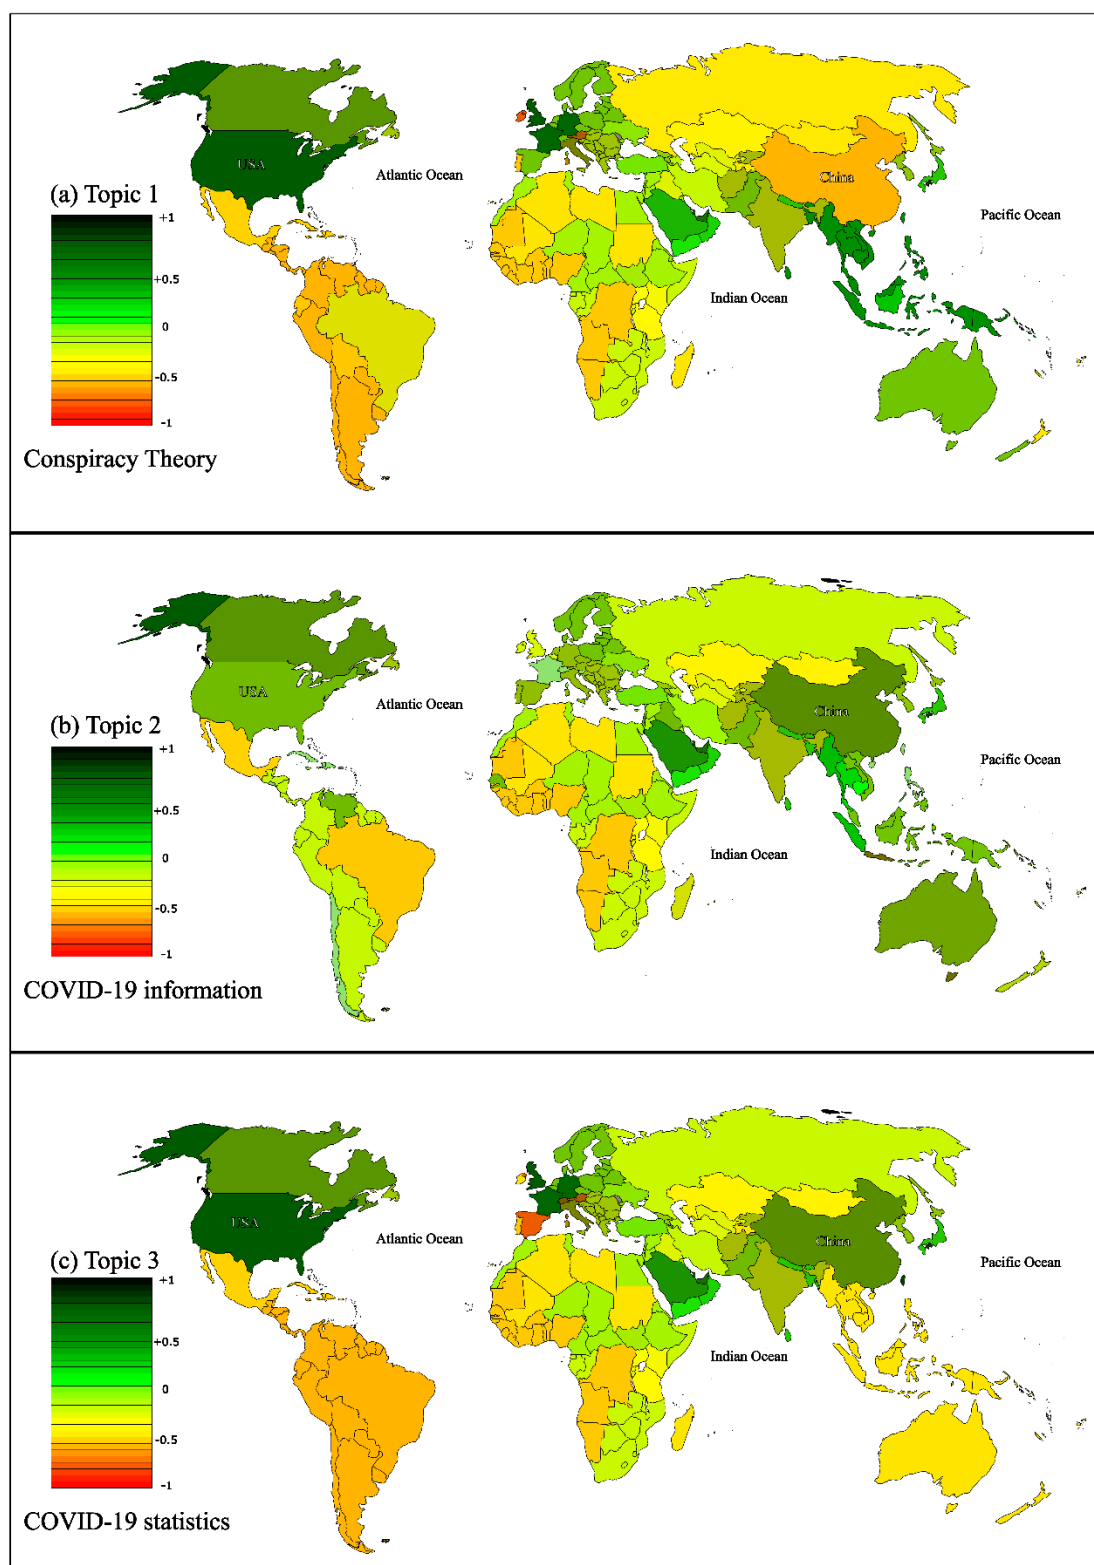 USA
China
Atlantic Ocean
Pacific Ocean
Indian Ocean
(a) Topic 1
+1
+0.5
0
-0.5
-1
Conspiracy Theory
USA
China
Atlantic Ocean
Pacific Ocean
Indian Ocean
(b) Topic 2
+1
+0.5
0
-0.5
-1
COVID-19 information
USA
China
Atlantic Ocean
Pacific Ocean
Indian Ocean
(c) Topic 3
+1
+0.5
0
-0.5
-1
COVID-19 statistics